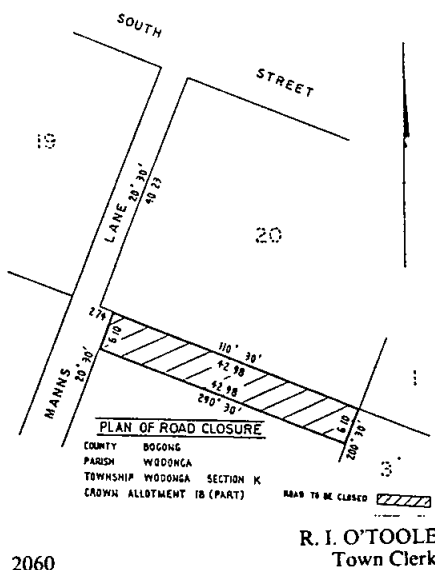 SOUTH STREET
19
LANE 20° 30'
40.23
20
2.74
6.10
110° 30'
42.98
42.98
290° 30'
6.10
200° 30'
MANNS 20° 30'
1
3
PLAN OF ROAD CLOSURE
COUNTY BOGONG
PARISH WODONGA
TOWNSHIP WODONGA SECTION K
CROWN ALLOTMENT 18 (PART)
ROAD TO BE CLOSED
R. I. O'TOOLE
Town Clerk
2060